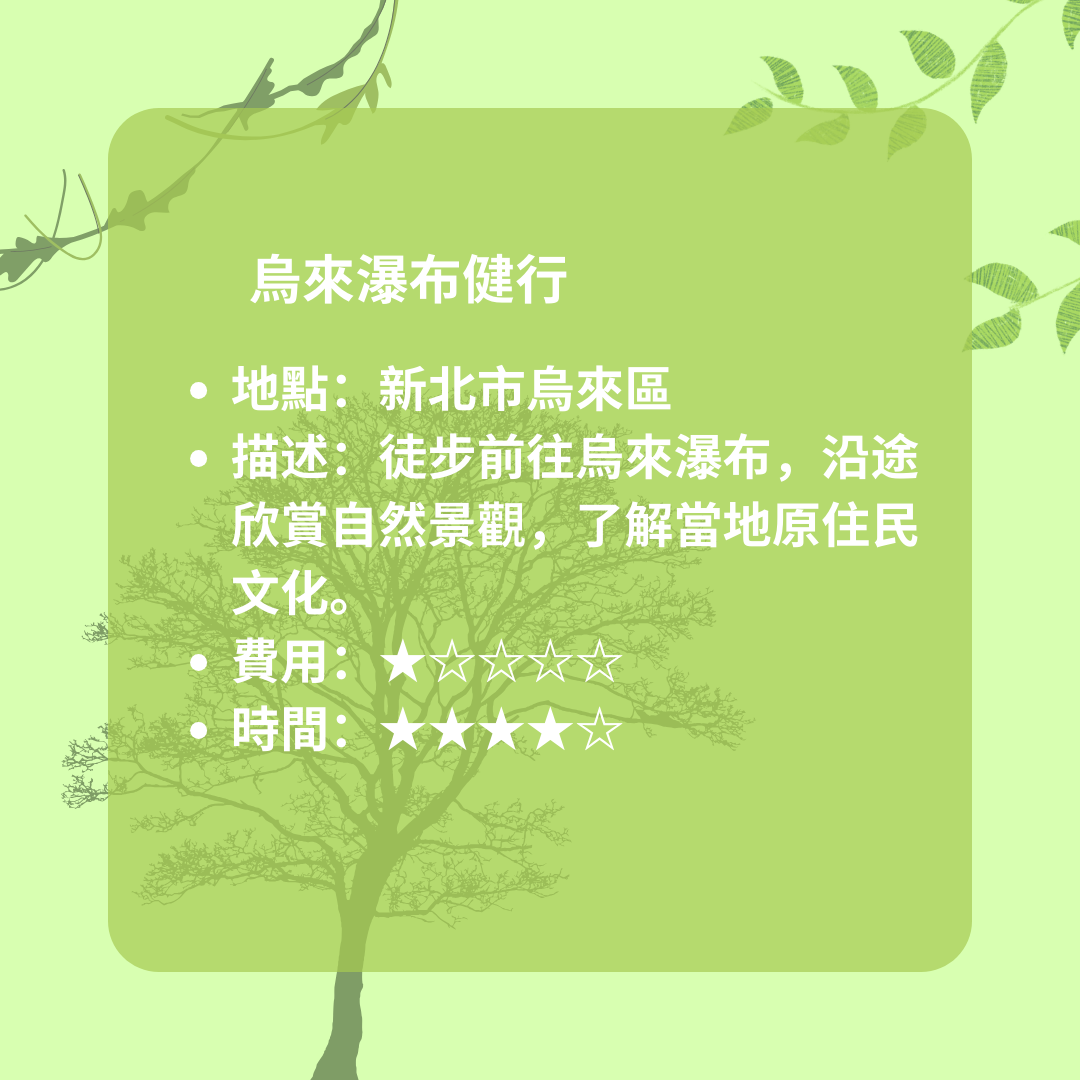 烏來瀑布健行
• 地點：新北市烏來區
• 描述：徒步前往烏來瀑布，沿途
欣賞自然景觀，了解當地原住民
文化。
• 費用：★☆☆☆☆
• 時間：★★★★☆